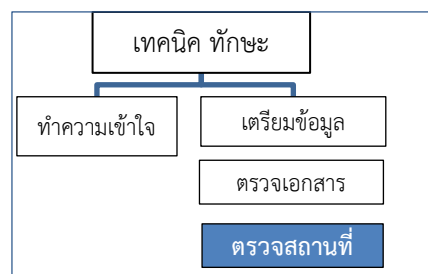 เทคนิค ทักษะ
ทำความเข้าใจ
เตรียมข้อมูล
ตรวจเอกสาร
ตรวจสถานที่